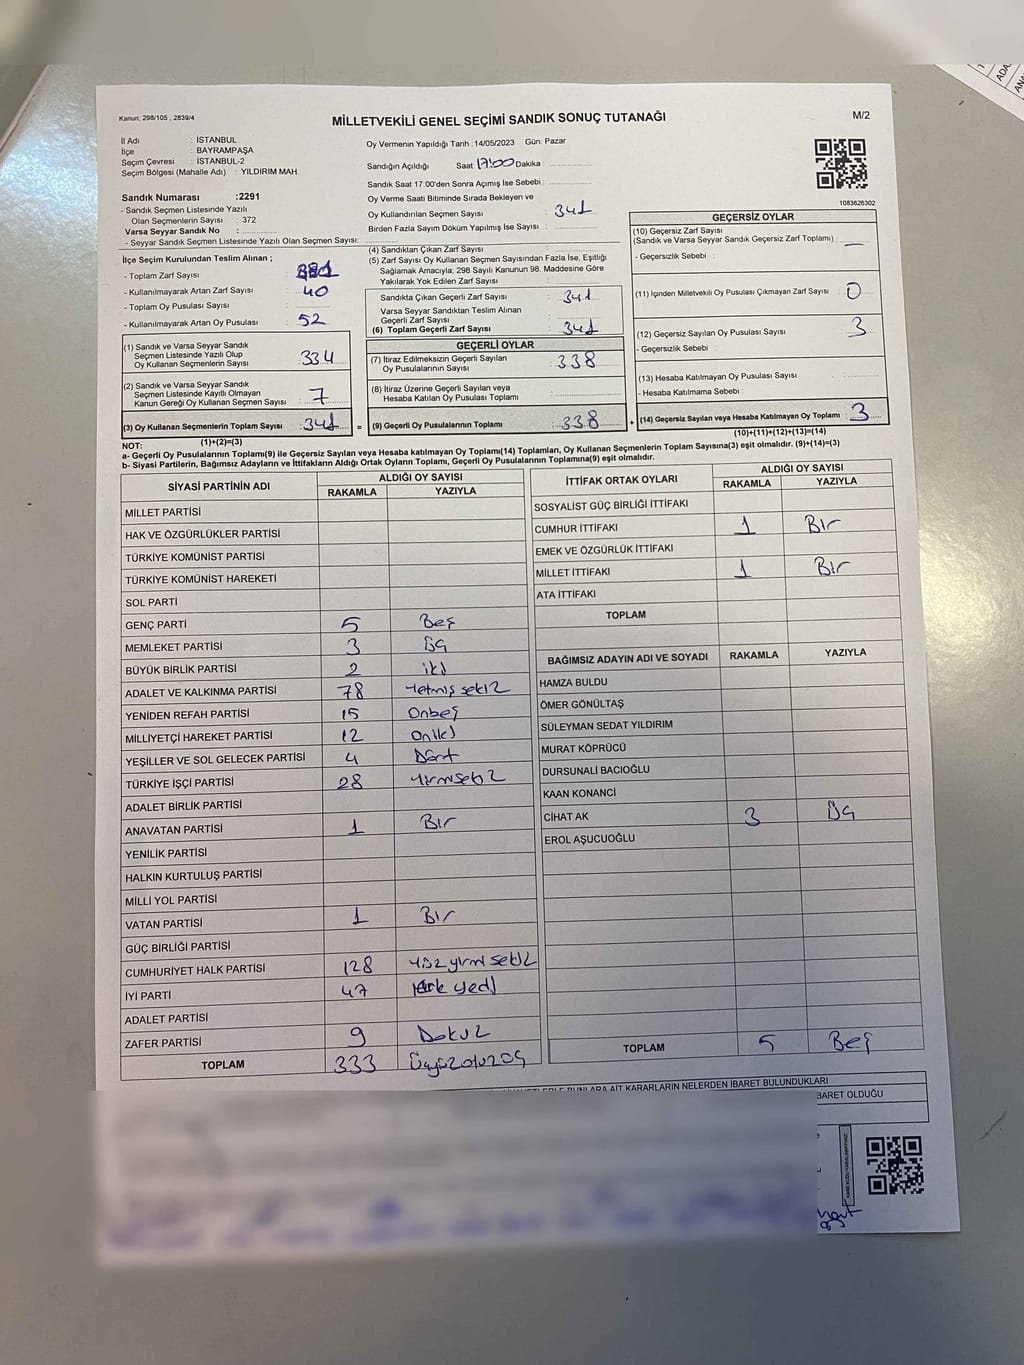 Kanun; 298/105 , 2839/4
MİLLETVEKİLİ GENEL SEÇİMİ SANDIK SONUÇ TUTANAĞI
M/2
İl Adı : İSTANBUL
İlçe : BAYRAMPAŞA
Seçim Çevresi : İSTANBUL-2
Seçim Bölgesi (Mahalle Adı) : YILDIRIM MAH.
Sandık Numarası :2291
- Sandık Seçmen Listesinde Yazılı
Olan Seçmenlerin Sayısı : 372
Varsa Seyyar Sandık No :
- Seyyar Sandık Seçmen Listesinde Yazılı Olan Seçmen Sayısı:
İlçe Seçim Kurulundan Teslim Alınan ;
- Toplam Zarf Sayısı :
- Kullanılmayarak Artan Zarf Sayısı : 40
- Toplam Oy Pusulası Sayısı :
- Kullanılmayarak Artan Oy Pusulası : 52
(1) Sandık ve Varsa Seyyar Sandık
Seçmen Listesinde Yazılı Olup
Oy Kullanan Seçmenlerin Sayısı : 334
(2) Sandık ve Varsa Seyyar Sandık
Seçmen Listesinde Kayıtlı Olmayan
Kanun Gereği Oy Kullanan Seçmen Sayısı : 7
(3) Oy Kullanan Seçmenlerin Toplam Sayısı : 341
(1)+(2)=(3)
Oy Vermenin Yapıldığı Tarih :14/05/2023 Gün: Pazar
Sandığın Açıldığı Saat: 17:00 Dakika :
Sandık Saat 17:00'den Sonra Açımış İse Sebebi :
Oy Verme Saati Bitiminde Sırada Bekleyen ve
Oy Kullandırılan Seçmen Sayısı : 341
Birden Fazla Sayım Döküm Yapılmış İse Sayısı :
(4) Sandıktan Çıkan Zarf Sayısı
(5) Zarf Sayısı Oy Kullanan Seçmen Sayısından Fazla İse, Eşitliği
Sağlamak Amacıyla, 298 Sayılı Kanunun 98. Maddesine Göre
Yakılarak Yok Edilen Zarf Sayısı :
Sandıkta Çıkan Geçerli Zarf Sayısı : 341
Varsa Seyyar Sandıktan Teslim Alınan
Geçerli Zarf Sayısı :
(6) Toplam Geçerli Zarf Sayısı : 341
GEÇERLİ OYLAR
(7) İtiraz Edilmeksizin Geçerli Sayılan
Oy Pusulalarının Sayısı : 338
(8) İtiraz Üzerine Geçerli Sayılan veya
Hesaba Katılan Oy Pusulası Toplamı :
= (9) Geçerli Oy Pusulalarının Toplamı : 338
1083626302
GEÇERSİZ OYLAR
(10) Geçersiz Zarf Sayısı
(Sandık ve Varsa Seyyar Sandık Geçersiz Zarf Toplamı) : —
- Geçersizlik Sebebi :
(11) İçinden Milletvekili Oy Pusulası Çıkmayan Zarf Sayısı : 0
(12) Geçersiz Sayılan Oy Pusulası Sayısı : 3
- Geçersizlik Sebebi :
(13) Hesaba Katılmayan Oy Pusulası Sayısı :
- Hesaba Katılmama Sebebi :
+ (14) Geçersiz Sayılan veya Hesaba Katılmayan Oy Toplamı : 3
(10)+(11)+(12)+(13)=(14)
NOT:
a- Geçerli Oy Pusulalarının Toplamı(9) ile Geçersiz Sayılan veya Hesaba katılmayan Oy Toplamı(14) Toplamları, Oy Kullanan Seçmenlerin Toplam Sayısına(3) eşit olmalıdır. (9)+(14)=(3)
b- Siyasi Partilerin, Bağımsız Adayların ve İttifakların Aldığı Ortak Oyların Toplamı, Geçerli Oy Pusulalarının Toplamına(9) eşit olmalıdır.
SİYASİ PARTİNİN ADI ALDIĞI OY SAYISI
RAKAMLA YAZIYLA
MİLLET PARTİSİ
HAK VE ÖZGÜRLÜKLER PARTİSİ
TÜRKİYE KOMÜNİST PARTİSİ
TÜRKİYE KOMÜNİST HAREKETİ
SOL PARTİ
GENÇ PARTİ 5 Beş
MEMLEKET PARTİSİ 3 Üç
BÜYÜK BİRLİK PARTİSİ 2 iki
ADALET VE KALKINMA PARTİSİ 78 Yetmiş sekiz
YENİDEN REFAH PARTİSİ 15 Onbeş
MİLLİYETÇİ HAREKET PARTİSİ 12 Oniki
YEŞİLLER VE SOL GELECEK PARTİSİ 4 Dört
TÜRKİYE İŞÇİ PARTİSİ 28 Yirmisekiz
ADALET BİRLİK PARTİSİ
ANAVATAN PARTİSİ 1 Bir
YENİLİK PARTİSİ
HALKIN KURTULUŞ PARTİSİ
MİLLİ YOL PARTİSİ
VATAN PARTİSİ 1 Bir
GÜÇ BİRLİĞİ PARTİSİ
CUMHURİYET HALK PARTİSİ 128 Yüz yirmi sekiz
İYİ PARTİ 47 Kırk yedi
ADALET PARTİSİ
ZAFER PARTİSİ 9 Dokuz
TOPLAM 333 Üçyüzotuzüç
İTTİFAK ORTAK OYLARI ALDIĞI OY SAYISI
RAKAMLA YAZIYLA
SOSYALİST GÜÇ BİRLİĞİ İTTİFAKI
CUMHUR İTTİFAKI 1 Bir
EMEK VE ÖZGÜRLÜK İTTİFAKI
MİLLET İTTİFAKI 1 Bir
ATA İTTİFAKI
TOPLAM
BAĞIMSIZ ADAYIN ADI VE SOYADI RAKAMLA YAZIYLA
HAMZA BULDU
ÖMER GÖNÜLTAŞ
SÜLEYMAN SEDAT YILDIRIM
MURAT KÖPRÜCÜ
DURSUNALİ BACIOĞLU
KAAN KONANCİ
CİHAT AK 3 Üç
EROL AŞUCUOĞLU
TOPLAM 5 Beş
BUNLARA AİT KARARLARIN NELERDEN İBARET BULUNDUKLARI
BARET OLDUĞU